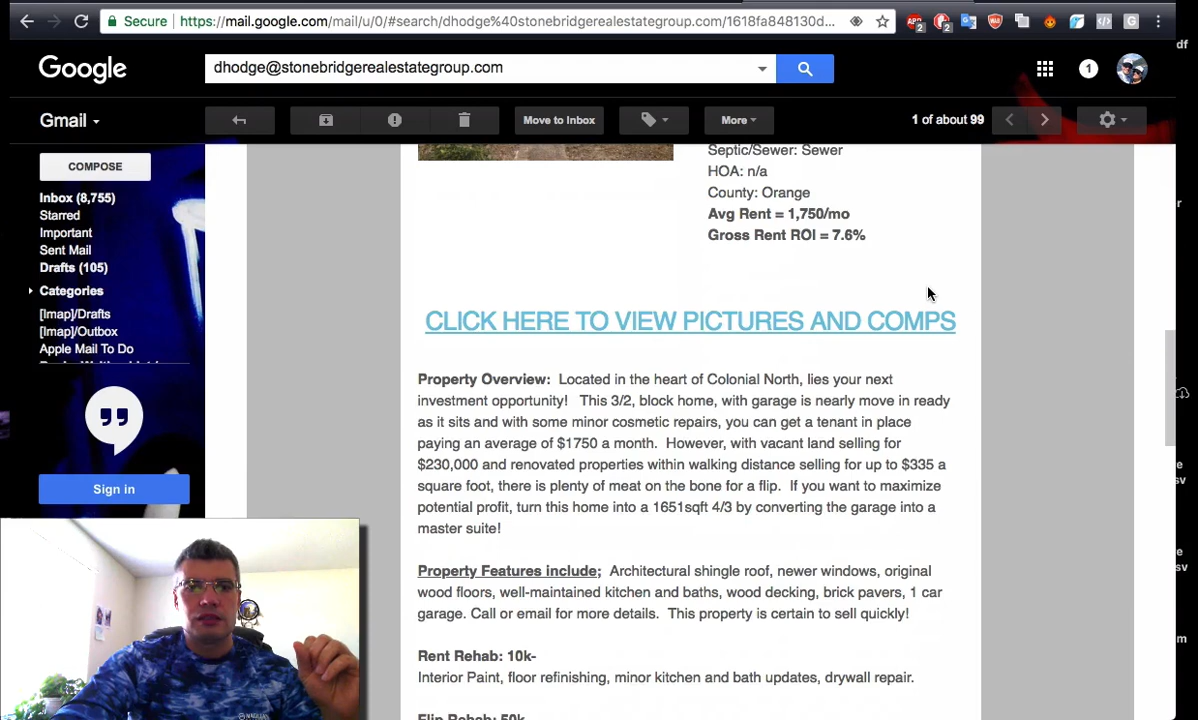 Secure
https://mail.google.com/mail/u/0/#search/dhodge%40stonebridgerealestategroup.com/1618fa848130d...
2
2
G
df
Google
dhodge@stonebridgerealestategroup.com
1
Gmail
Move to Inbox
More
1 of about 99
COMPOSE
Inbox (8,755)
Starred
Important
Sent Mail
Drafts (105)
Categories
[Imap]/Drafts
[Imap]/Outbox
Apple Mail To Do
Sign in
Septic/Sewer: Sewer
HOA: n/a
County: Orange
Avg Rent = 1,750/mo
Gross Rent ROI = 7.6%
CLICK HERE TO VIEW PICTURES AND COMPS
Property Overview: Located in the heart of Colonial North, lies your next
investment opportunity! This 3/2, block home, with garage is nearly move in ready
as it sits and with some minor cosmetic repairs, you can get a tenant in place
paying an average of $1750 a month. However, with vacant land selling for
$230,000 and renovated properties within walking distance selling for up to $335 a
square foot, there is plenty of meat on the bone for a flip. If you want to maximize
potential profit, turn this home into a 1651sqft 4/3 by converting the garage into a
master suite!
Property Features include; Architectural shingle roof, newer windows, original
wood floors, well-maintained kitchen and baths, wood decking, brick pavers, 1 car
garage. Call or email for more details. This property is certain to sell quickly!
Rent Rehab: 10k-
Interior Paint, floor refinishing, minor kitchen and bath updates, drywall repair.
Flip Rehab: 50k